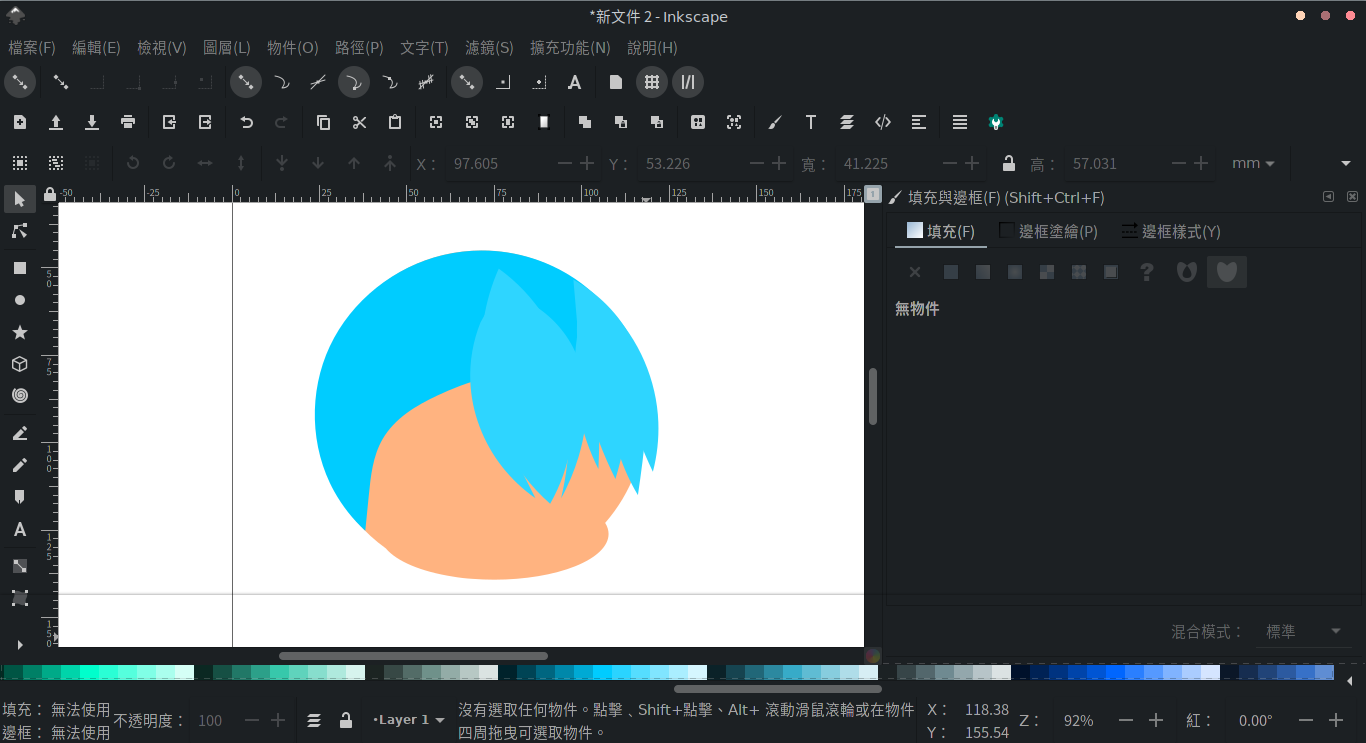 *新文件 2 - Inkscape
檔案(F) 編輯(E) 檢視(V) 圖層(L) 物件(O) 路徑(P) 文字(T) 濾鏡(S) 擴充功能(N) 說明(H)
X： 97.605 Y： 53.226 寬： 41.225 高： 57.031 mm
-50 -25 0 25 50 75 100 125 150 175 1
填充與邊框(F) (Shift+Ctrl+F)
填充(F) 邊框塗繪(P) 邊框樣式(Y)
無物件
50
75
100
125
150
混合模式： 標準
填充： 無法使用
邊框： 無法使用
不透明度： 100
•Layer 1
沒有選取任何物件。點擊﹑Shift+點擊、Alt+ 滾動滑鼠滾輪或在物件
四周拖曳可選取物件。
X： 118.38
Y： 155.54
Z： 92% 紅： 0.00°